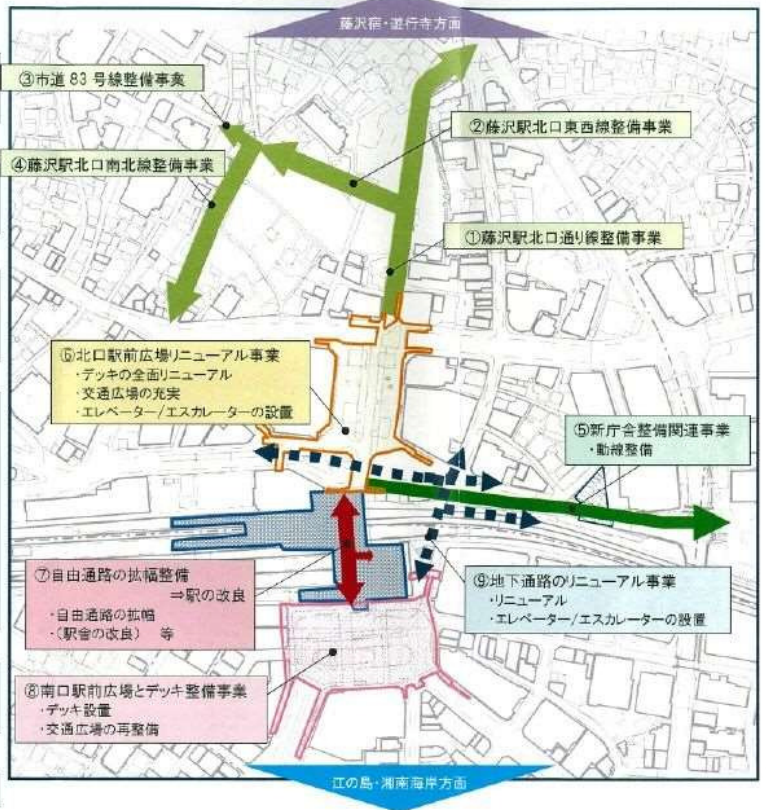 藤沢宿・遊行寺方面
③市道 83 号線整備事業
②藤沢駅北口東西線整備事業
④藤沢駅北口南北線整備事業
①藤沢駅北口通り線整備事業
⑥北口駅前広場リニューアル事業
・デッキの全面リニューアル
・交通広場の充実
・エレベーター/エスカレーターの設置
⑤新庁舎整備関連事業
・動線整備
⑦自由通路の拡幅整備
⇒駅の改良
・自由通路の拡幅
・(駅舎の改良) 等
⑨地下通路のリニューアル事業
・リニューアル
・エレベーター/エスカレーターの設置
⑧南口駅前広場とデッキ整備事業
・デッキ設置
・交通広場の再整備
江の島・湘南海岸方面